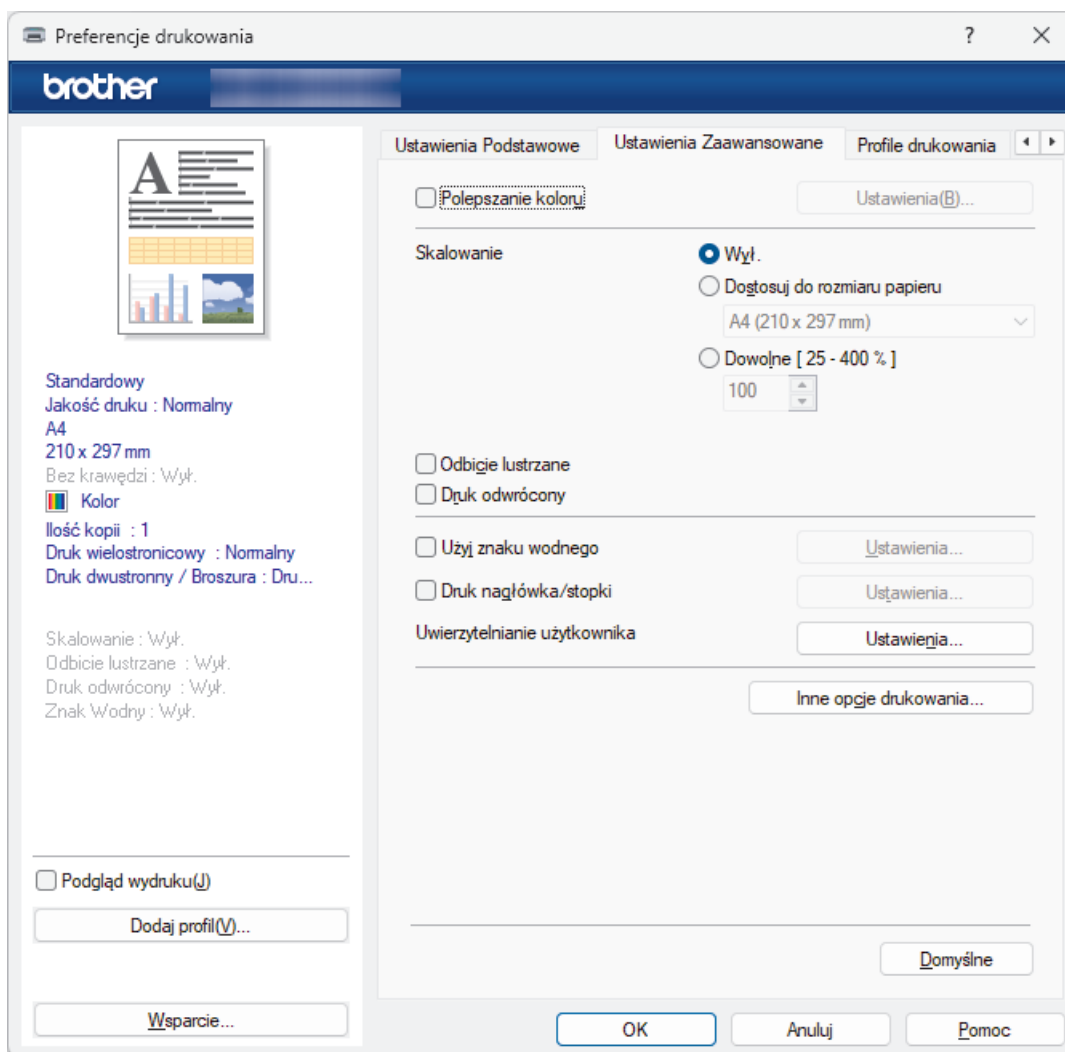 Preferencje drukowania
?
brother
A
Standardowy
Jakość druku : Normalny
A4
210 x 297 mm
Bez krawędzi : Wył.
Kolor
Ilość kopii : 1
Druk wielostronicowy : Normalny
Druk dwustronny / Broszura : Dru...
Skalowanie : Wył.
Odbicie lustrzane : Wył.
Druk odwrócony : Wył.
Znak Wodny : Wył.
Podgląd wydruku(J)
Dodaj profil(V)...
Wsparcie...
Ustawienia Podstawowe
Ustawienia Zaawansowane
Profile drukowania
Polepszanie koloru
Ustawienia(B)...
Skalowanie
Wył.
Dostosuj do rozmiaru papieru
A4 (210 x 297 mm)
Dowolne [ 25 - 400 % ]
100
Odbicie lustrzane
Druk odwrócony
Użyj znaku wodnego
Ustawienia...
Druk nagłówka/stopki
Ustawienia...
Uwierzytelnianie użytkownika
Ustawienia...
Inne opcje drukowania...
Domyślne
OK
Anuluj
Pomoc